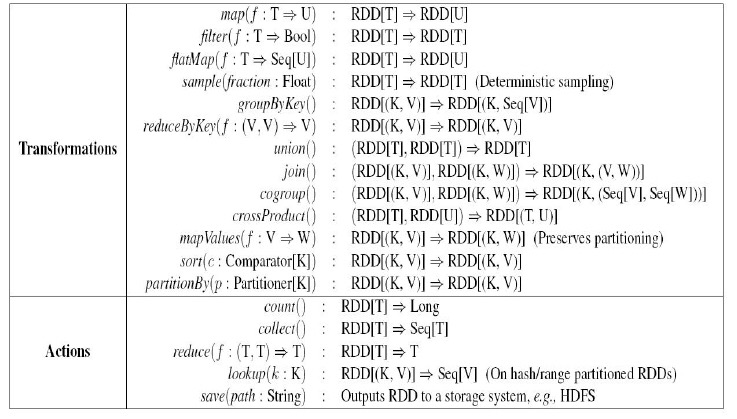 Transformations
map(f : T ⇒ U) : RDD[T] ⇒ RDD[U]
filter(f : T ⇒ Bool) : RDD[T] ⇒ RDD[T]
flatMap(f : T ⇒ Seq[U]) : RDD[T] ⇒ RDD[U]
sample(fraction : Float) : RDD[T] ⇒ RDD[T] (Deterministic sampling)
groupByKey() : RDD[(K, V)] ⇒ RDD[(K, Seq[V])]
reduceByKey(f : (V,V) ⇒ V) : RDD[(K, V)] ⇒ RDD[(K, V)]
union() : (RDD[T], RDD[T]) ⇒ RDD[T]
join() : (RDD[(K, V)], RDD[(K, W)]) ⇒ RDD[(K, (V, W))]
cogroup() : (RDD[(K, V)], RDD[(K, W)]) ⇒ RDD[(K, (Seq[V], Seq[W]))]
crossProduct() : (RDD[T], RDD[U]) ⇒ RDD[(T, U)]
mapValues(f : V ⇒ W) : RDD[(K, V)] ⇒ RDD[(K, W)] (Preserves partitioning)
sort(c : Comparator[K]) : RDD[(K, V)] ⇒ RDD[(K, V)]
partitionBy(p : Partitioner[K]) : RDD[(K, V)] ⇒ RDD[(K, V)]
Actions
count() : RDD[T] ⇒ Long
collect() : RDD[T] ⇒ Seq[T]
reduce(f : (T,T) ⇒ T) : RDD[T] ⇒ T
lookup(k : K) : RDD[(K, V)] ⇒ Seq[V] (On hash/range partitioned RDDs)
save(path : String) : Outputs RDD to a storage system, e.g., HDFS